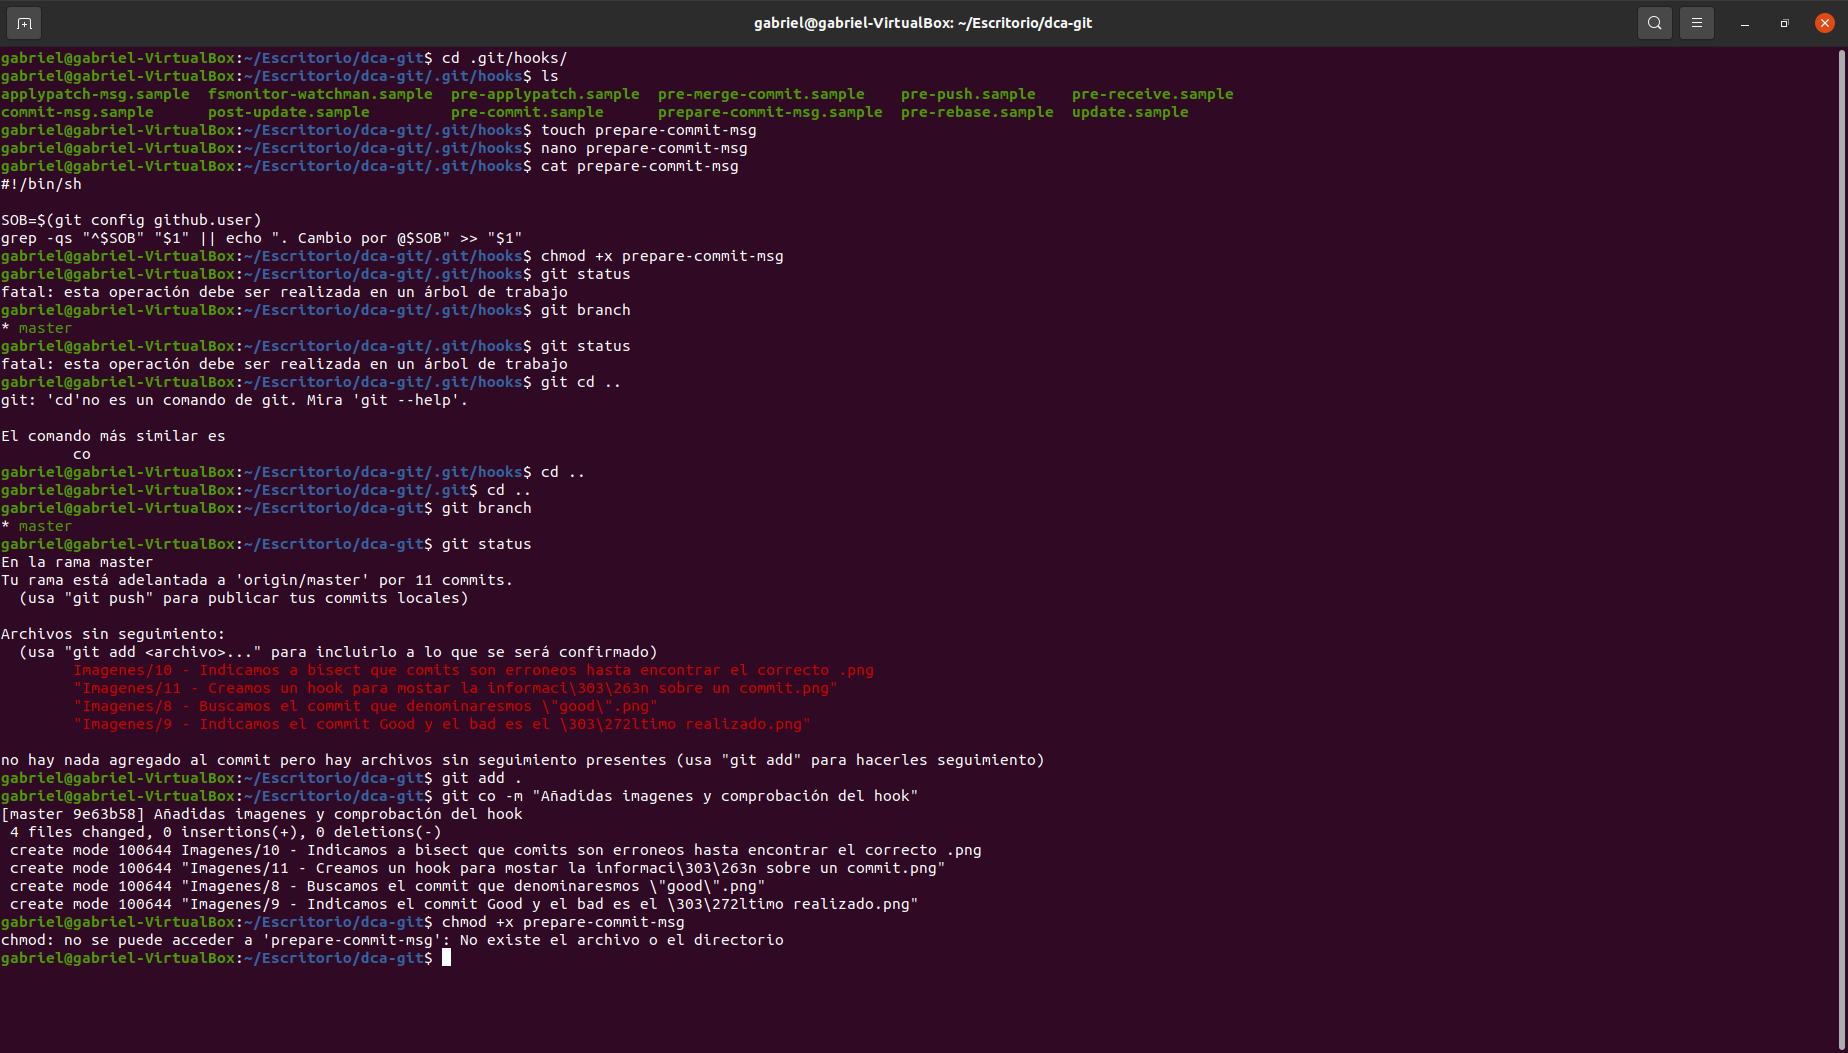 gabriel@gabriel-VirtualBox: ~/Escritorio/dca-git
gabriel@gabriel-VirtualBox:~/Escritorio/dca-git$ cd .git/hooks/
gabriel@gabriel-VirtualBox:~/Escritorio/dca-git/.git/hooks$ ls
applypatch-msg.sample  fsmonitor-watchman.sample  pre-applypatch.sample  pre-merge-commit.sample    pre-push.sample    pre-receive.sample
commit-msg.sample      post-update.sample         pre-commit.sample      prepare-commit-msg.sample  pre-rebase.sample  update.sample
gabriel@gabriel-VirtualBox:~/Escritorio/dca-git/.git/hooks$ touch prepare-commit-msg
gabriel@gabriel-VirtualBox:~/Escritorio/dca-git/.git/hooks$ nano prepare-commit-msg
gabriel@gabriel-VirtualBox:~/Escritorio/dca-git/.git/hooks$ cat prepare-commit-msg
#!/bin/sh

SOB=$(git config github.user)
grep -qs "^$SOB" "$1" || echo ". Cambio por @$SOB" >> "$1"
gabriel@gabriel-VirtualBox:~/Escritorio/dca-git/.git/hooks$ chmod +x prepare-commit-msg
gabriel@gabriel-VirtualBox:~/Escritorio/dca-git/.git/hooks$ git status
fatal: esta operación debe ser realizada en un árbol de trabajo
gabriel@gabriel-VirtualBox:~/Escritorio/dca-git/.git/hooks$ git branch
* master
gabriel@gabriel-VirtualBox:~/Escritorio/dca-git/.git/hooks$ git status
fatal: esta operación debe ser realizada en un árbol de trabajo
gabriel@gabriel-VirtualBox:~/Escritorio/dca-git/.git/hooks$ git cd ..
git: 'cd'no es un comando de git. Mira 'git --help'.

El comando más similar es
        co
gabriel@gabriel-VirtualBox:~/Escritorio/dca-git/.git/hooks$ cd ..
gabriel@gabriel-VirtualBox:~/Escritorio/dca-git/.git$ cd ..
gabriel@gabriel-VirtualBox:~/Escritorio/dca-git$ git branch
* master
gabriel@gabriel-VirtualBox:~/Escritorio/dca-git$ git status
En la rama master
Tu rama está adelantada a 'origin/master' por 11 commits.
  (usa "git push" para publicar tus commits locales)

Archivos sin seguimiento:
  (usa "git add <archivo>..." para incluirlo a lo que se será confirmado)
        Imagenes/10 - Indicamos a bisect que comits son erroneos hasta encontrar el correcto .png
        "Imagenes/11 - Creamos un hook para mostar la informaci\303\263n sobre un commit.png"
        "Imagenes/8 - Buscamos el commit que denominaresmos \"good\".png"
        "Imagenes/9 - Indicamos el commit Good y el bad es el \303\272ltimo realizado.png"

no hay nada agregado al commit pero hay archivos sin seguimiento presentes (usa "git add" para hacerles seguimiento)
gabriel@gabriel-VirtualBox:~/Escritorio/dca-git$ git add .
gabriel@gabriel-VirtualBox:~/Escritorio/dca-git$ git co -m "Añadidas imagenes y comprobación del hook"
[master 9e63b58] Añadidas imagenes y comprobación del hook
 4 files changed, 0 insertions(+), 0 deletions(-)
 create mode 100644 Imagenes/10 - Indicamos a bisect que comits son erroneos hasta encontrar el correcto .png
 create mode 100644 "Imagenes/11 - Creamos un hook para mostar la informaci\303\263n sobre un commit.png"
 create mode 100644 "Imagenes/8 - Buscamos el commit que denominaresmos \"good\".png"
 create mode 100644 "Imagenes/9 - Indicamos el commit Good y el bad es el \303\272ltimo realizado.png"
gabriel@gabriel-VirtualBox:~/Escritorio/dca-git$ chmod +x prepare-commit-msg
chmod: no se puede acceder a 'prepare-commit-msg': No existe el archivo o el directorio
gabriel@gabriel-VirtualBox:~/Escritorio/dca-git$